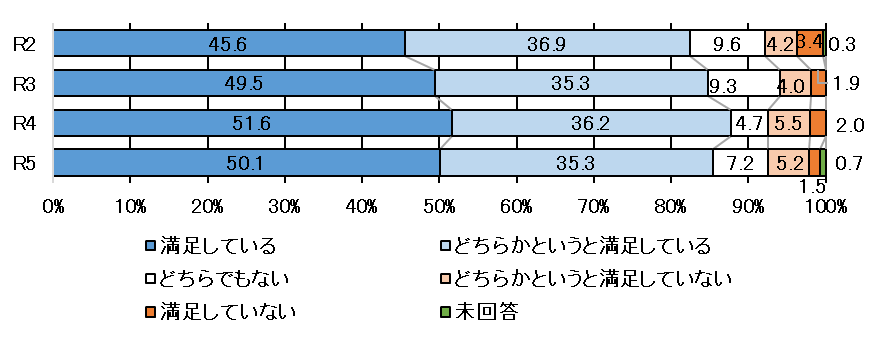 R2 45.6 36.9 9.6 4.2 3.4 0.3
R3 49.5 35.3 9.3 4.0 1.9
R4 51.6 36.2 4.7 5.5 2.0
R5 50.1 35.3 7.2 5.2 1.5 0.7
0% 10% 20% 30% 40% 50% 60% 70% 80% 90% 100%
満足している どちらかというと満足している
どちらでもない どちらかというと満足していない
満足していない 未回答